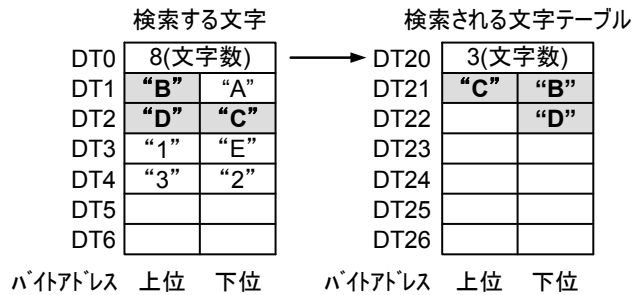 検索する文字 検索される文字テーブル
DT0 8(文字数) DT20 3(文字数)
DT1 “B” “A” DT21 “C” “B”
DT2 “D” “C” DT22 “D”
DT3 “1” “E” DT23
DT4 “3” “2” DT24
DT5 DT25
DT6 DT26
バイトアドレス 上位 下位 バイトアドレス 上位 下位